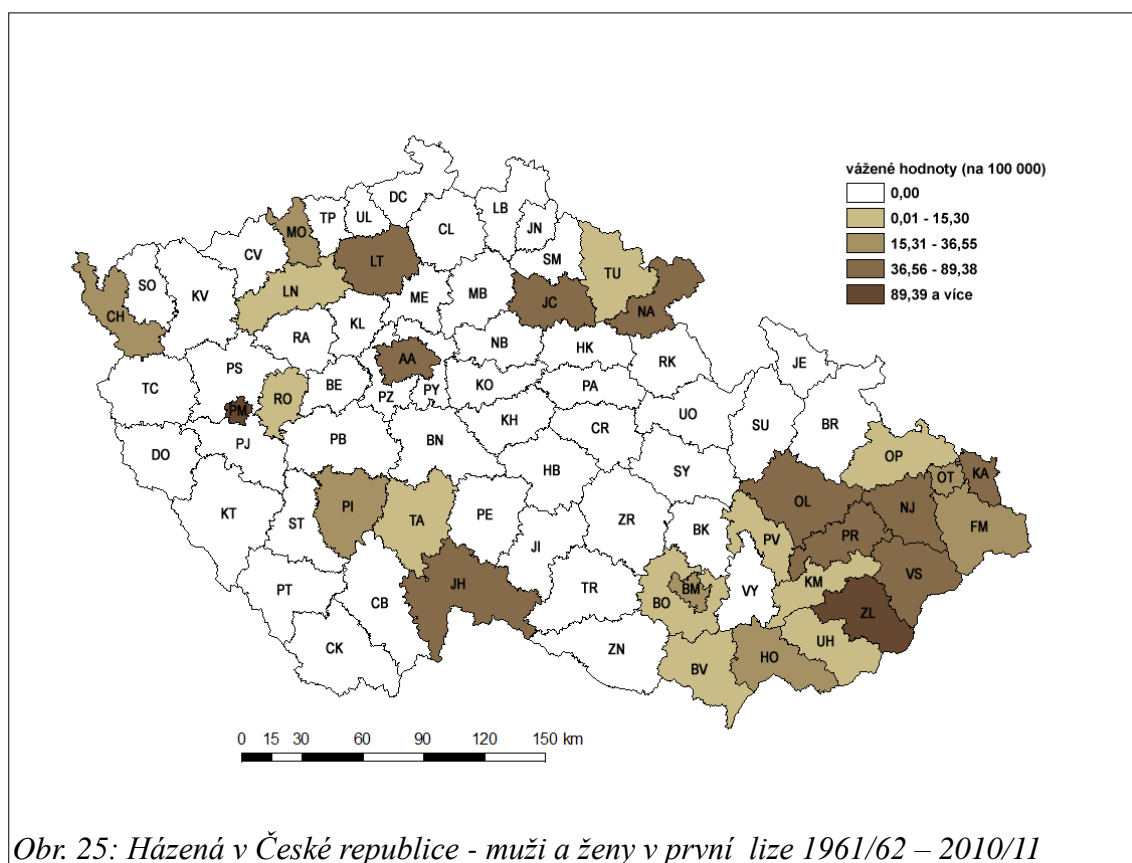 vážené hodnoty (na 100 000)
0,00
0,01 - 15,30
15,31 - 36,55
36,56 - 89,38
89,39 a více
DC
LB
TP
UL
JN
MO
CL
CV
LT
SM
TU
SO
KV
LN
ME
MB
JC
NA
CH
KL
RA
NB
HK
RK
AA
JE
PS
TC
BE
PZ
PY
KO
PA
RO
PM
UO
SU
BR
KH
CR
PJ
PB
BN
DO
OP
HB
SY
OT
KA
KT
ST
PI
TA
PE
OL
NJ
ZR
BK
FM
PV
PR
JI
VS
PT
CB
JH
TR
BO
BM
VY
KM
ZL
CK
ZN
UH
HO
BV
0 15 30 60 90 120 150 km
Obr. 25: Házená v České republice - muži a ženy v první lize 1961/62 – 2010/11